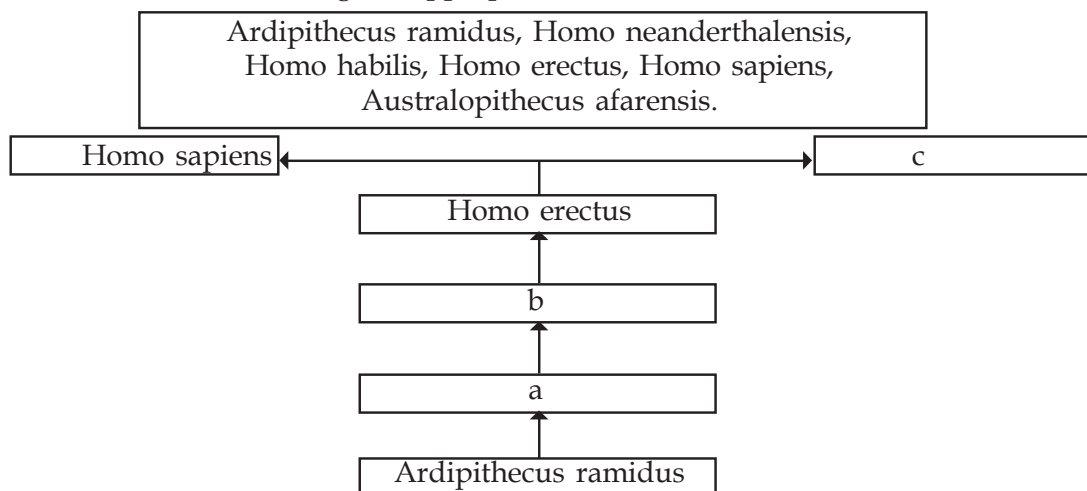 Ardipithecus ramidus, Homo neanderthalensis,
Homo habilis, Homo erectus, Homo sapiens,
Australopithecus afarensis.
Homo sapiens
c
Homo erectus
b
a
Ardipithecus ramidus